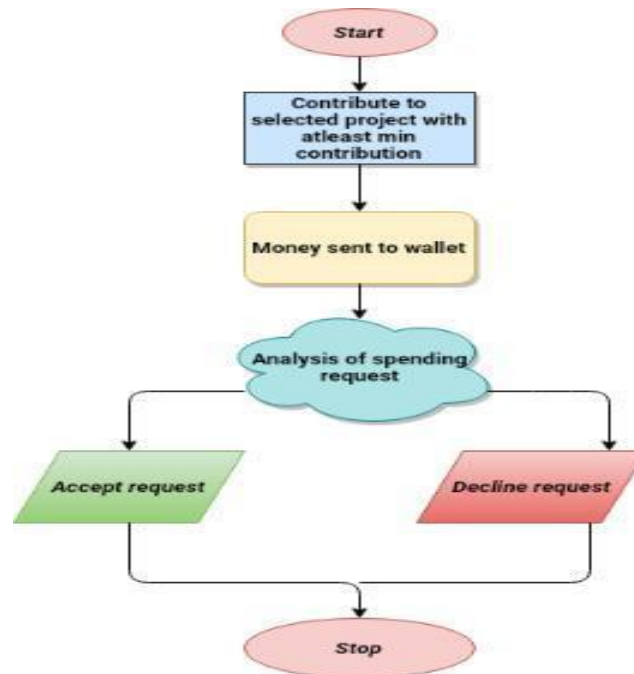 Start
Contribute to
selected project with
atleast min
contribution
Money sent to wallet
Analysis of spending
request
Accept request
Decline request
Stop